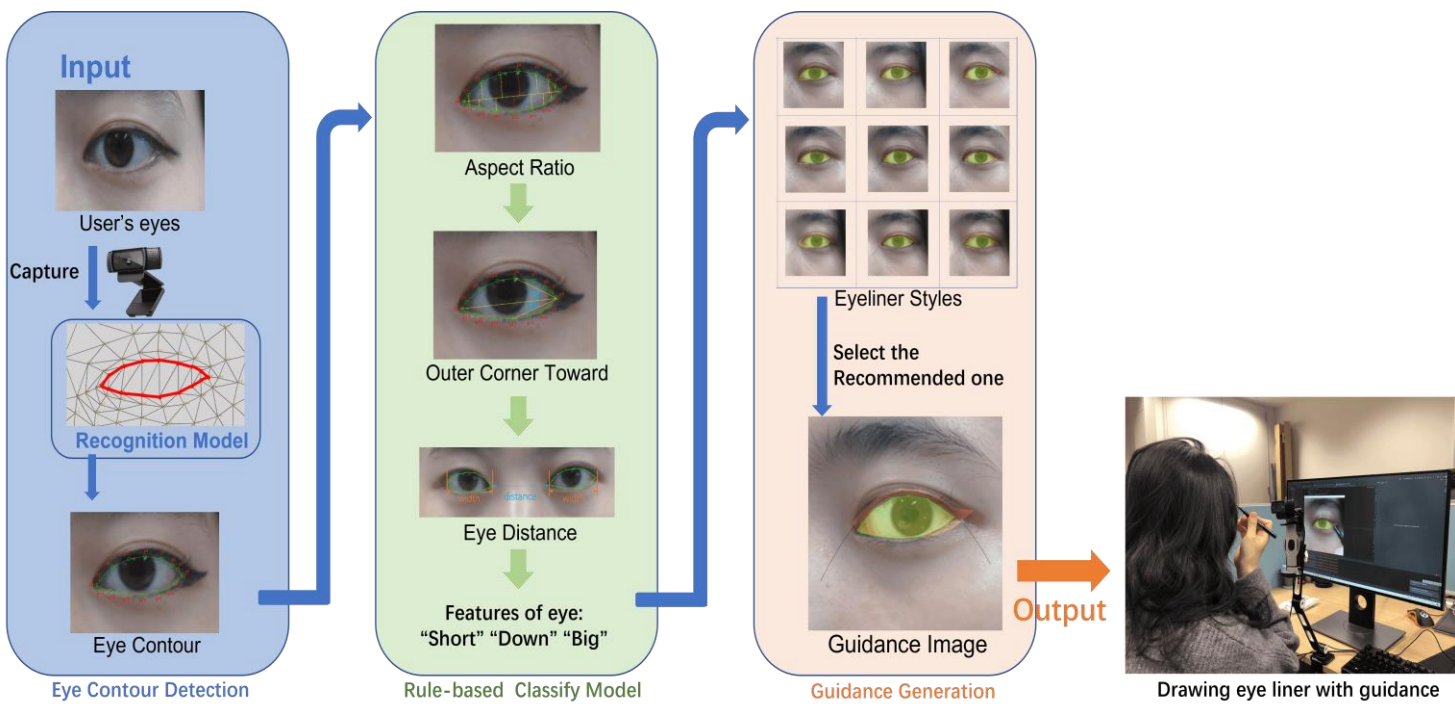 Input
User's eyes
Capture
Recognition Model
Eye Contour
Eye Contour Detection
Aspect Ratio
Outer Corner Toward
width
distance
width
Eye Distance
Features of eye:
“Short” “Down” “Big”
Rule-based Classify Model
Eyeliner Styles
Select the
Recommended one
Guidance Image
Guidance Generation
Output
Drawing eye liner with guidance